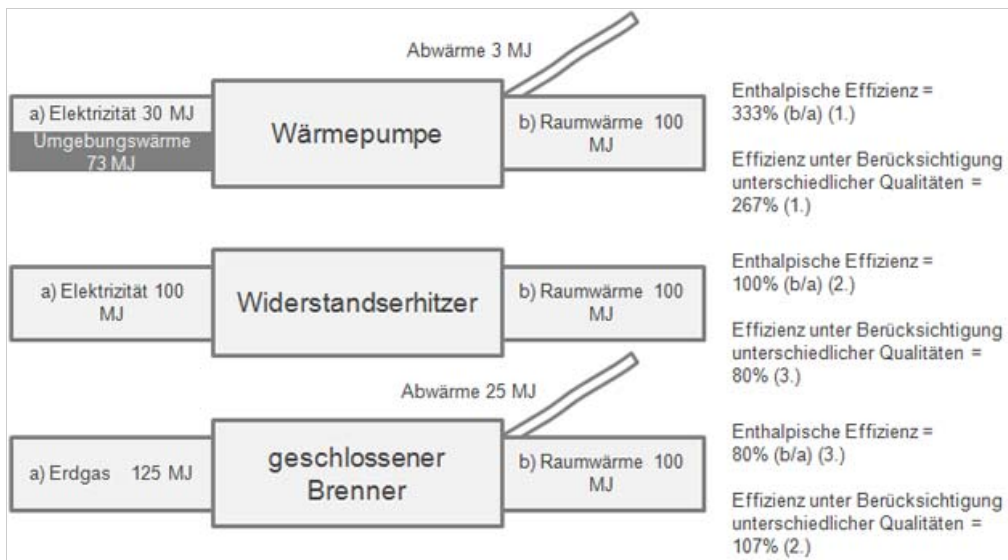 Abwärme 3 MJ
a) Elektrizität 30 MJ
Umgebungswärme
73 MJ
Wärmepumpe
b) Raumwärme 100
MJ
Enthalpische Effizienz =
333% (b/a) (1.)
Effizienz unter Berücksichtigung
unterschiedlicher Qualitäten =
267% (1.)
a) Elektrizität 100
MJ
Widerstandserhitzer
b) Raumwärme 100
MJ
Enthalpische Effizienz =
100% (b/a) (2.)
Effizienz unter Berücksichtigung
unterschiedlicher Qualitäten =
80% (3.)
Abwärme 25 MJ
a) Erdgas 125 MJ
geschlossener
Brenner
b) Raumwärme 100
MJ
Enthalpische Effizienz =
80% (b/a) (3.)
Effizienz unter Berücksichtigung
unterschiedlicher Qualitäten =
107% (2.)